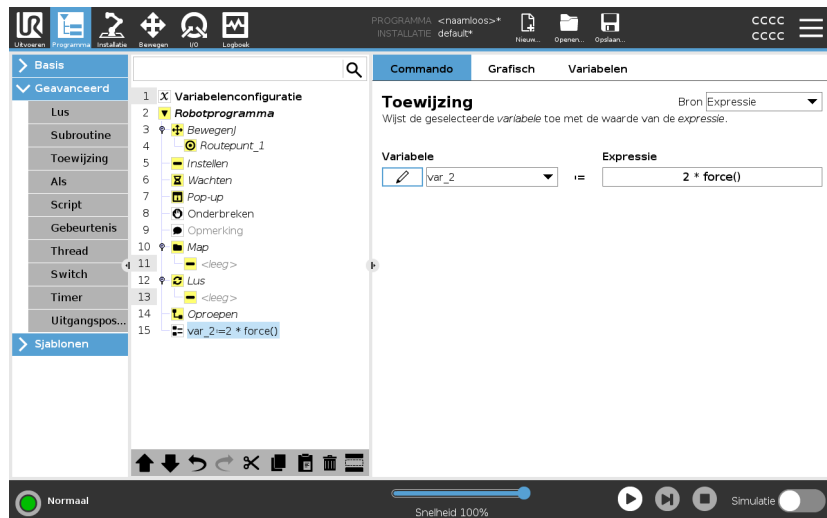 PROGRAMMA <naamloos>*
INSTALLATIE default*
cccc
cccc
UR
Uitvoeren Programma Installatie Bewegen I/O Logboek Nieuw... Openen... Opslaan...
Basis
Geavanceerd
Lus
Subroutine
Toewijzing
Als
Script
Gebeurtenis
Thread
Switch
Timer
Uitgangspos...
Sjablonen
1 X Variabelenconfiguratie
2 Robotprogramma
3 BewegenJ
4 Routepunt_1
5 Instellen
6 Wachten
7 Pop-up
8 Onderbreken
9 Opmerking
10 Map
11 <leeg>
12 Lus
13 <leeg>
14 Oproepen
15 var_2:=2 * force()
Commando Grafisch Variabelen
Toewijzing
Bron Expressie
Wijst de geselecteerde variabele toe met de waarde van de expressie.
Variabele Expressie
var_2 := 2 * force()
Normaal
Snelheid 100%
Simulatie